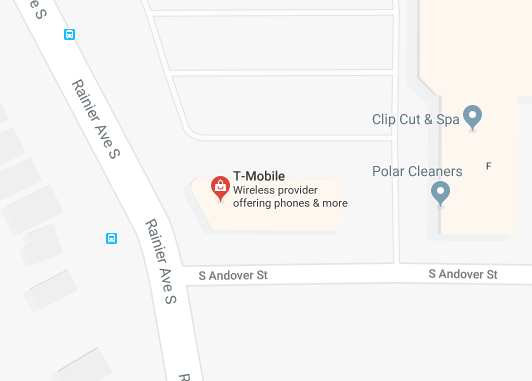 e S
Rainier Ave S
Clip Cut & Spa
Polar Cleaners
F
T-Mobile
Wireless provider
offering phones & more
Rainier Ave S
S Andover St
S Andover St
R